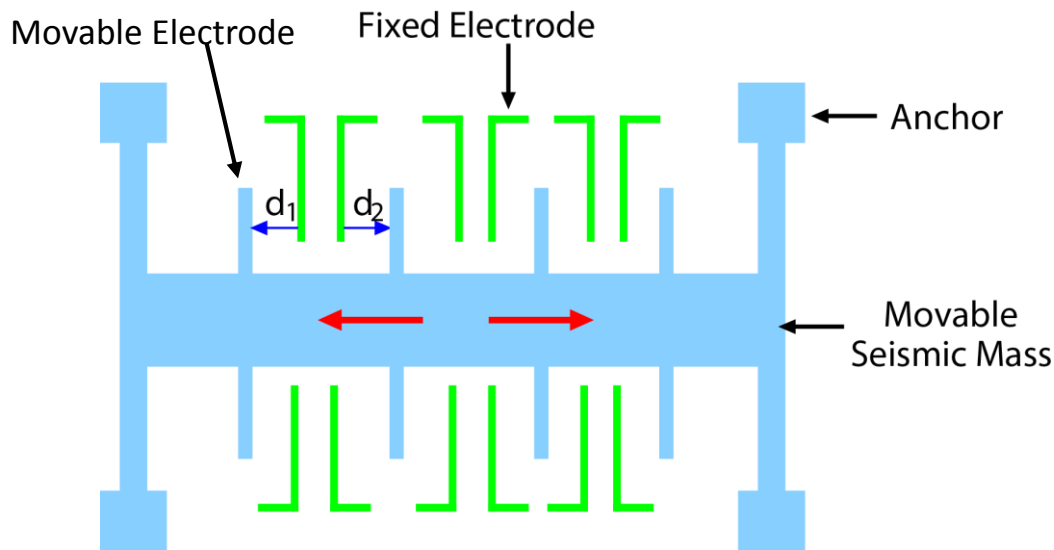 Movable Electrode
Fixed Electrode
Anchor
d1
d2
Movable
Seismic Mass